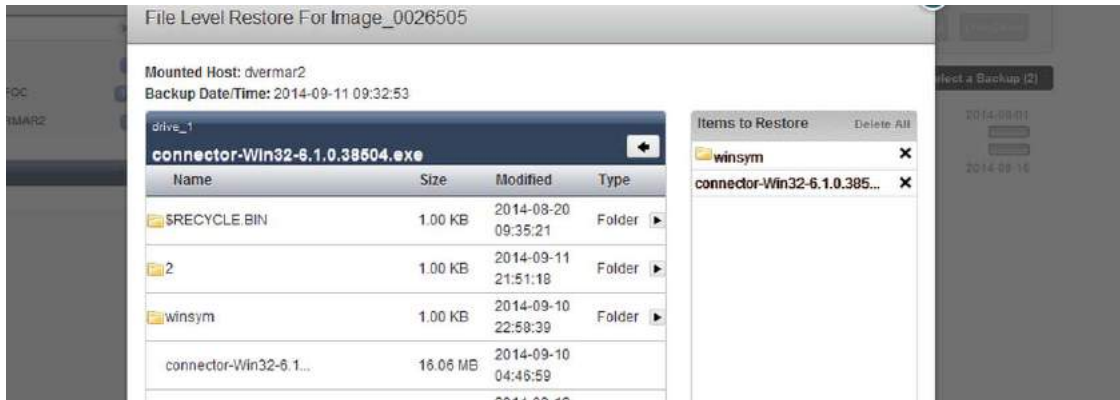 File Level Restore For Image_0026505
Mounted Host: dvermar2
Backup Date/Time: 2014-09-11 09:32:53
drive_1
connector-Win32-6.1.0.38504.exe
Name Size Modified Type
$RECYCLE.BIN 1.00 KB 2014-08-20 09:35:21 Folder
2 1.00 KB 2014-09-11 21:51:18 Folder
winsym 1.00 KB 2014-09-10 22:58:39 Folder
connector-Win32-6.1... 16.06 MB 2014-09-10 04:46:59
Items to Restore Delete All
winsym
connector-Win32-6.1.0.385...
elect a Backup (2)
2014-09-01
2014-09-16